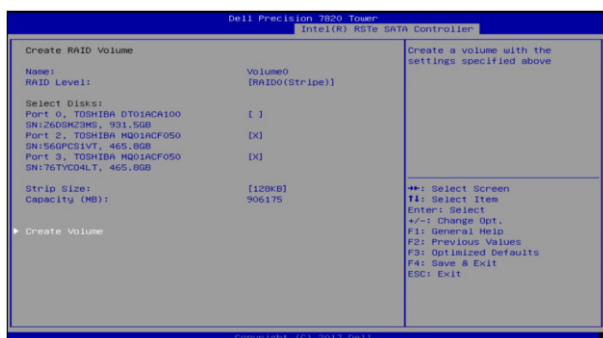 Dell Precision 7820 Tower
Intel(R) RSTe SATA Controller
Create RAID Volume
Name: Volume0
RAID Level: [RAID0(Stripe)]
Select Disks:
Port 0, TOSHIBA DT01ACA100 [ ]
SN:Z6DSMZ3MS, 931.5GB
Port 2, TOSHIBA MQ01ACF050 [X]
SN:56GPCS1VT, 465.8GB
Port 3, TOSHIBA MQ01ACF050 [X]
SN:76TYCO4LT, 465.8GB
Strip Size: [128KB]
Capacity (MB): 906175
Create Volume
Create a volume with the
settings specified above
: Select Screen
: Select Item
Enter: Select
+/-: Change Opt.
F1: General Help
F2: Previous Values
F3: Optimized Defaults
F4: Save & Exit
ESC: Exit
Copyright (C) 2017 Dell